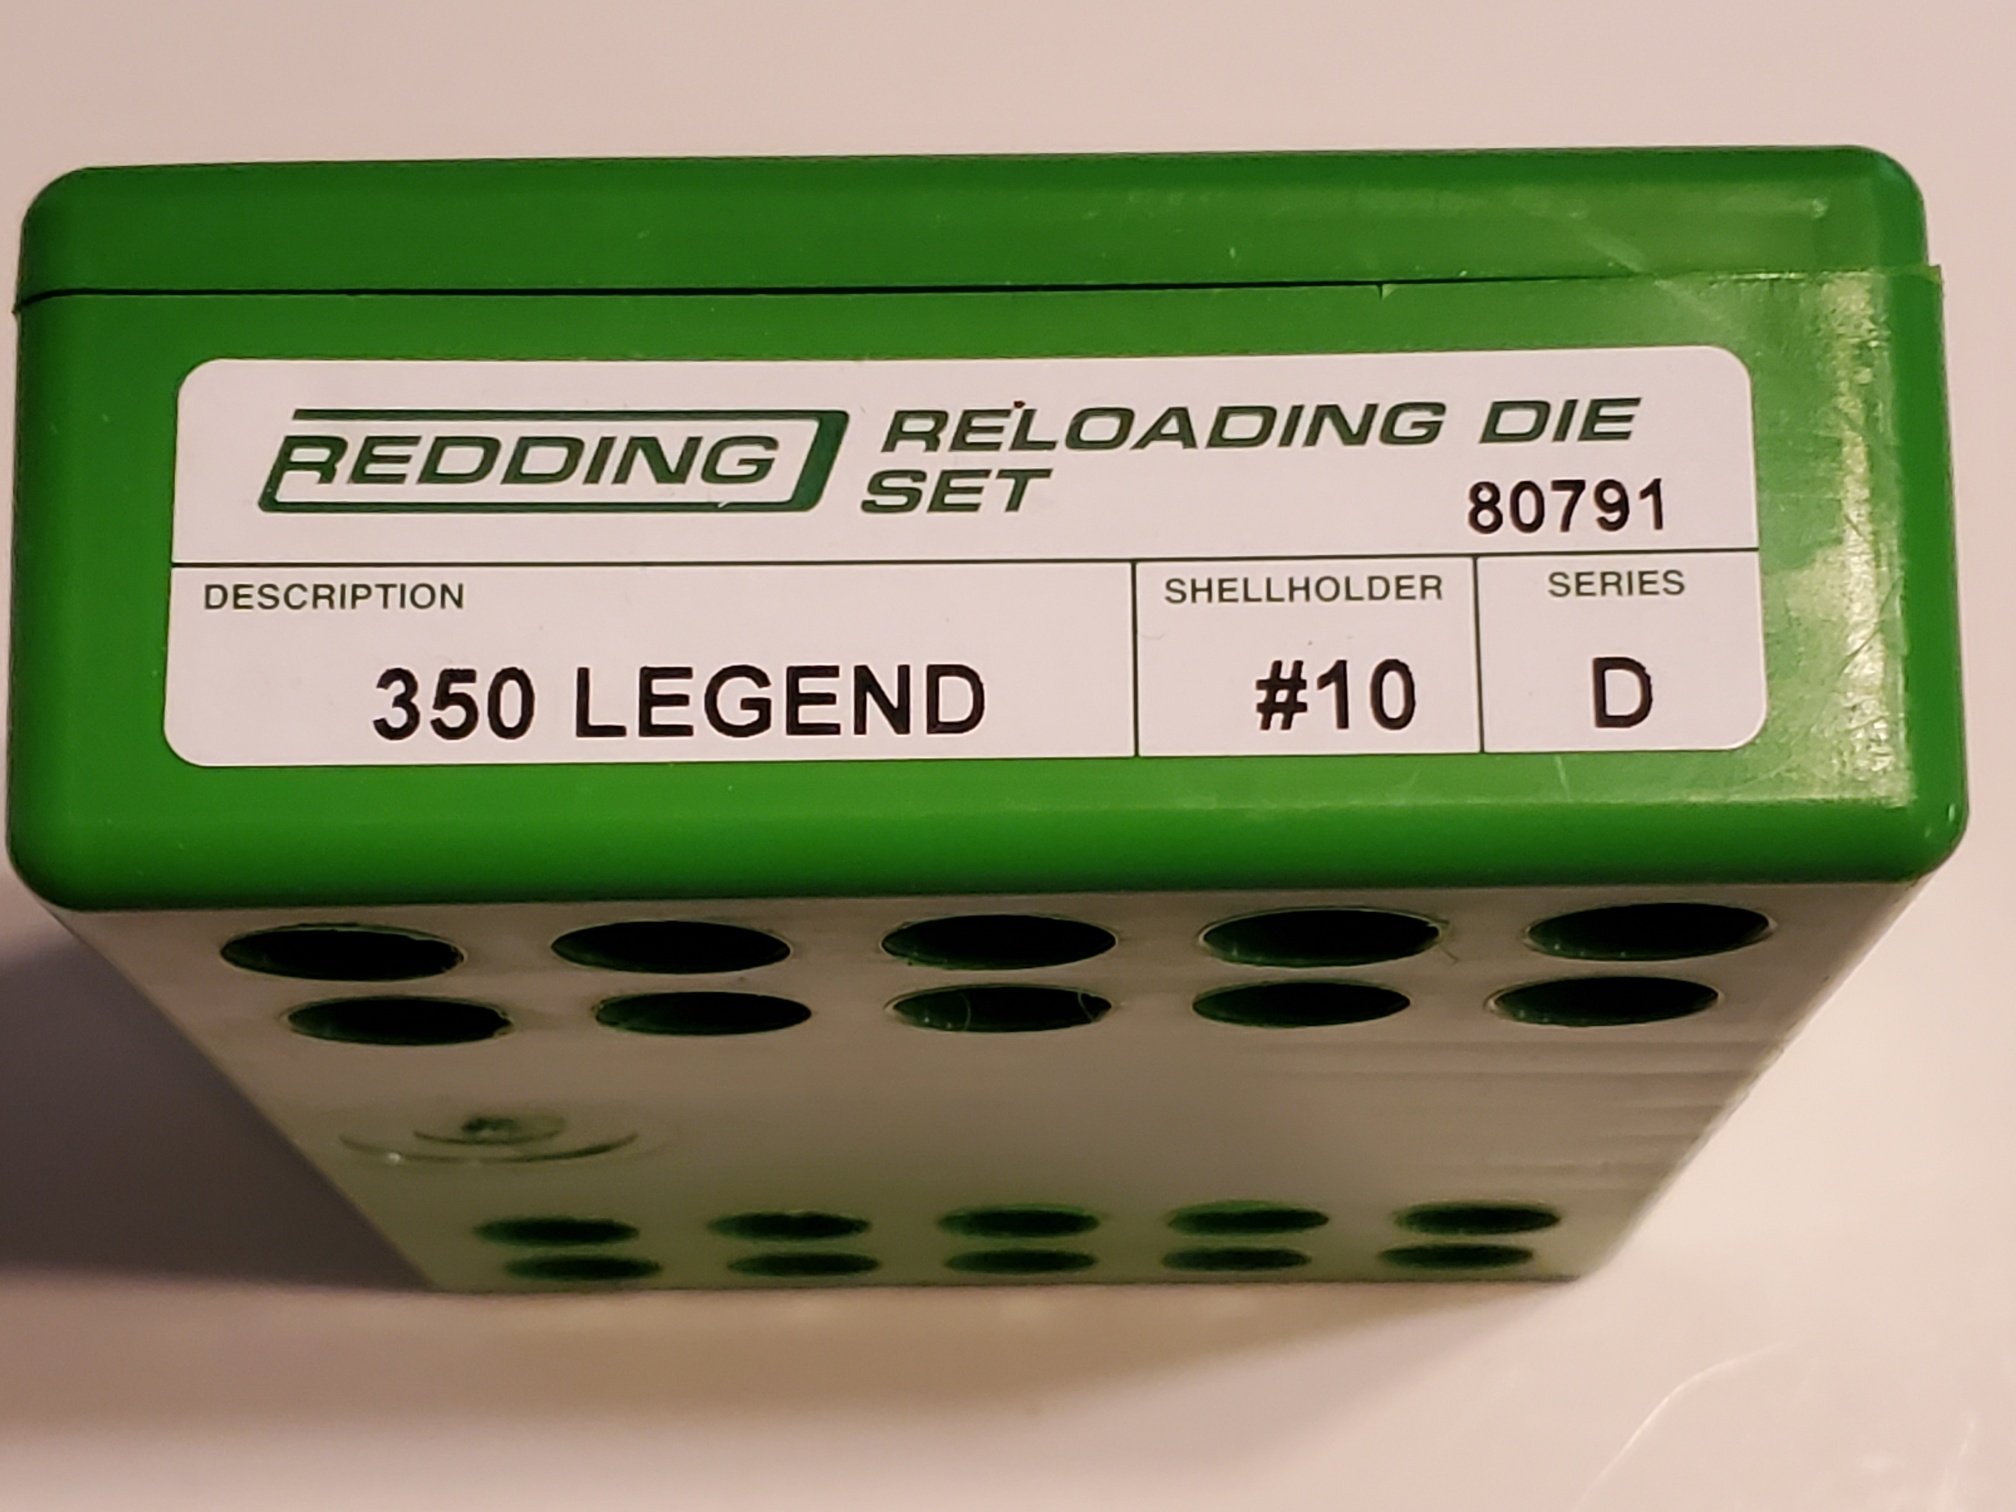 REDDING RELOADING DIE
SET
80791
DESCRIPTION SHELLHOLDER SERIES
350 LEGEND #10 D